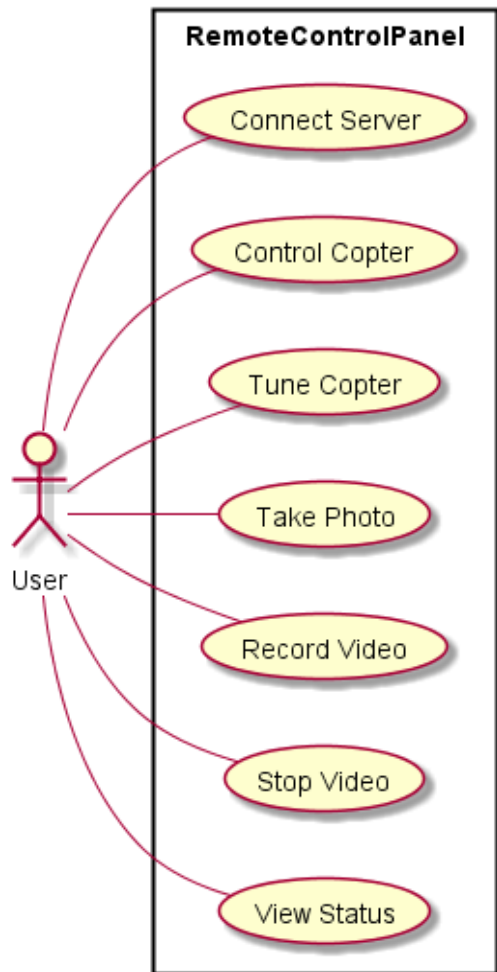 RemoteControlPanel
Connect Server
Control Copter
Tune Copter
Take Photo
User
Record Video
Stop Video
View Status